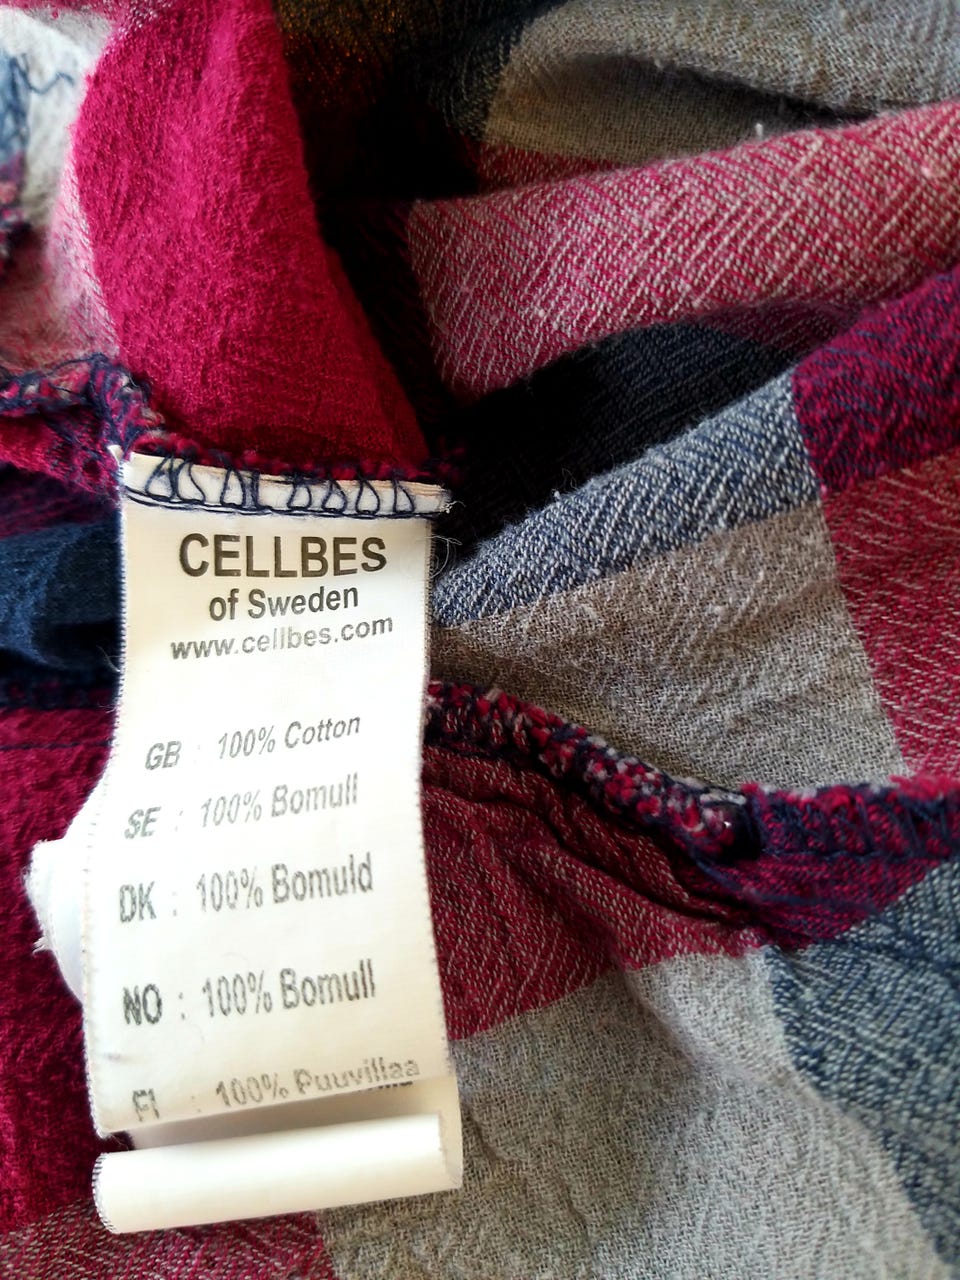 CELLBES
of Sweden
www.cellbes.com
GB : 100% Cotton
SE : 100% Bomull
DK : 100% Bomuld
NO : 100% Bomull
FI : 100% Puuvillaa